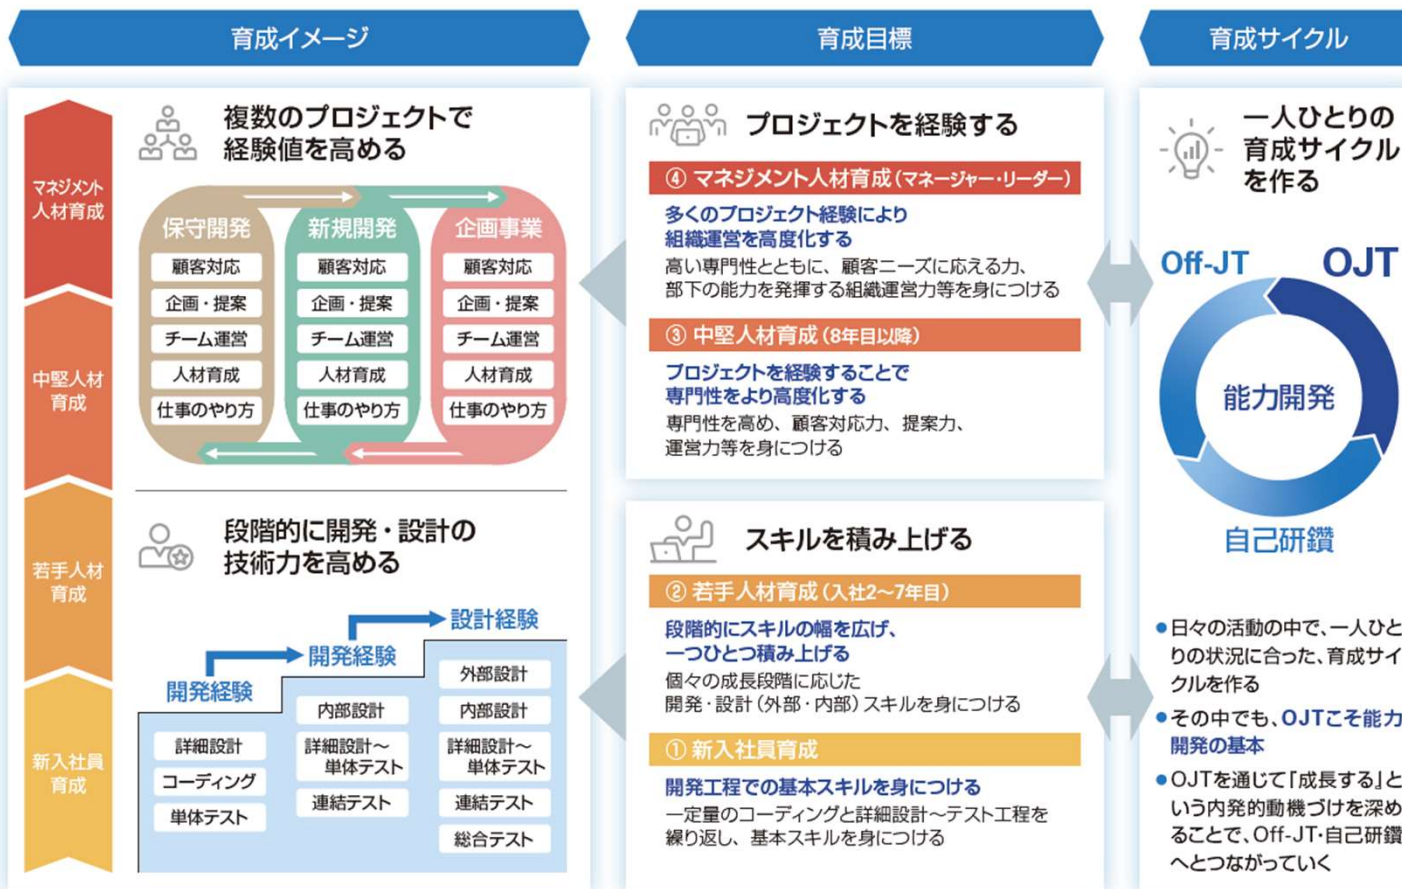 育成イメージ
育成目標
育成サイクル
マネジメント
人材育成
中堅人材
育成
若手人材
育成
新入社員
育成
複数のプロジェクトで
経験値を高める
保守開発
顧客対応
企画・提案
チーム運営
人材育成
仕事のやり方
新規開発
顧客対応
企画・提案
チーム運営
人材育成
仕事のやり方
企画事業
顧客対応
企画・提案
チーム運営
人材育成
仕事のやり方
段階的に開発・設計の
技術力を高める
開発経験
詳細設計
コーディング
単体テスト
開発経験
内部設計
詳細設計～
単体テスト
連結テスト
設計経験
外部設計
内部設計
詳細設計～
単体テスト
連結テスト
総合テスト
プロジェクトを経験する
④ マネジメント人材育成（マネージャー・リーダー）
多くのプロジェクト経験により
組織運営を高度化する
高い専門性とともに、顧客ニーズに応える力、
部下の能力を発揮する組織運営力等を身につける
③ 中堅人材育成（8年目以降）
プロジェクトを経験することで
専門性をより高度化する
専門性を高め、顧客対応力、提案力、
運営力等を身につける
スキルを積み上げる
② 若手人材育成（入社2～7年目）
段階的にスキルの幅を広げ、
一つひとつ積み上げる
個々の成長段階に応じた
開発・設計（外部・内部）スキルを身につける
① 新入社員育成
開発工程での基本スキルを身につける
一定量のコーディングと詳細設計～テスト工程を
繰り返し、基本スキルを身につける
一人ひとりの
育成サイクル
を作る
Off-JT
OJT
能力開発
自己研鑽
●日々の活動の中で、一人ひと
りの状況に合った、育成サイ
クルを作る
●その中でも、OJTこそ能力
開発の基本
●OJTを通じて「成長する」と
いう内発的動機づけを深め
ることで、Off-JT・自己研鑽
へとつながっていく